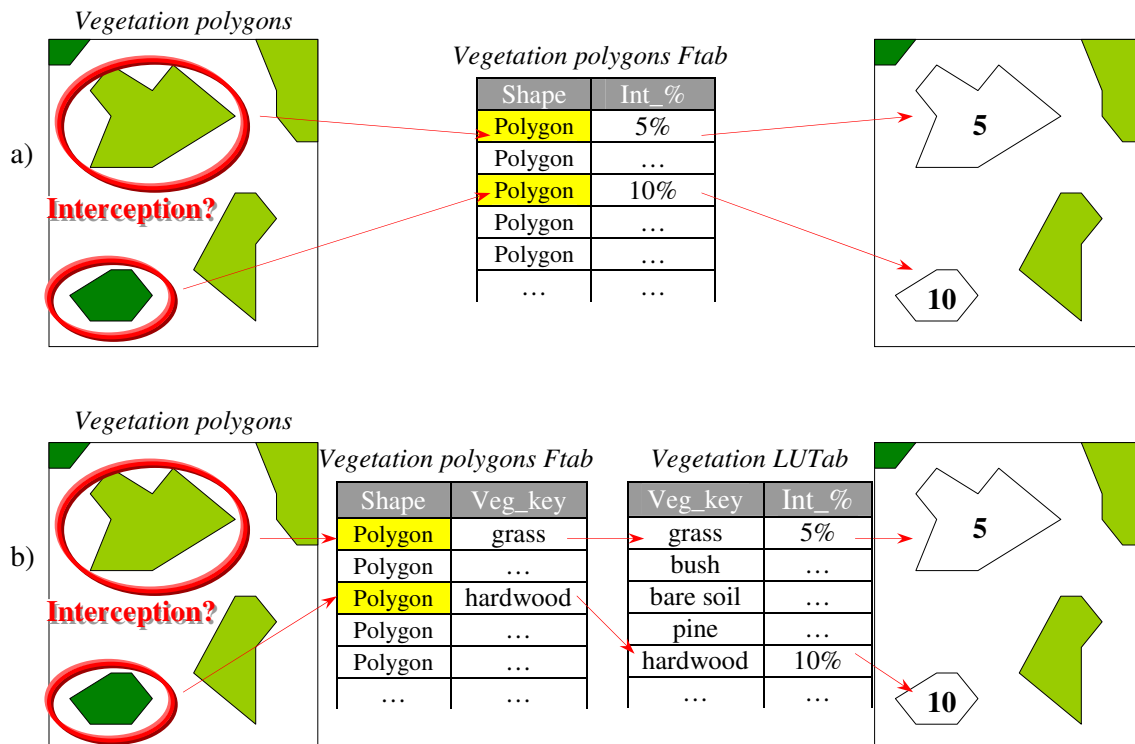 Vegetation polygons
Vegetation polygons Ftab
Shape Int_%
Polygon 5%
Polygon …
Polygon 10%
Polygon …
Polygon …
… …
a)
Interception?
5
10
Vegetation polygons
Vegetation polygons Ftab
Shape Veg_key
Polygon grass
Polygon …
Polygon hardwood
Polygon …
Polygon …
… …
Vegetation LUTab
Veg_key Int_%
grass 5%
bush …
bare soil …
pine …
hardwood 10%
… …
b)
Interception?
5
10